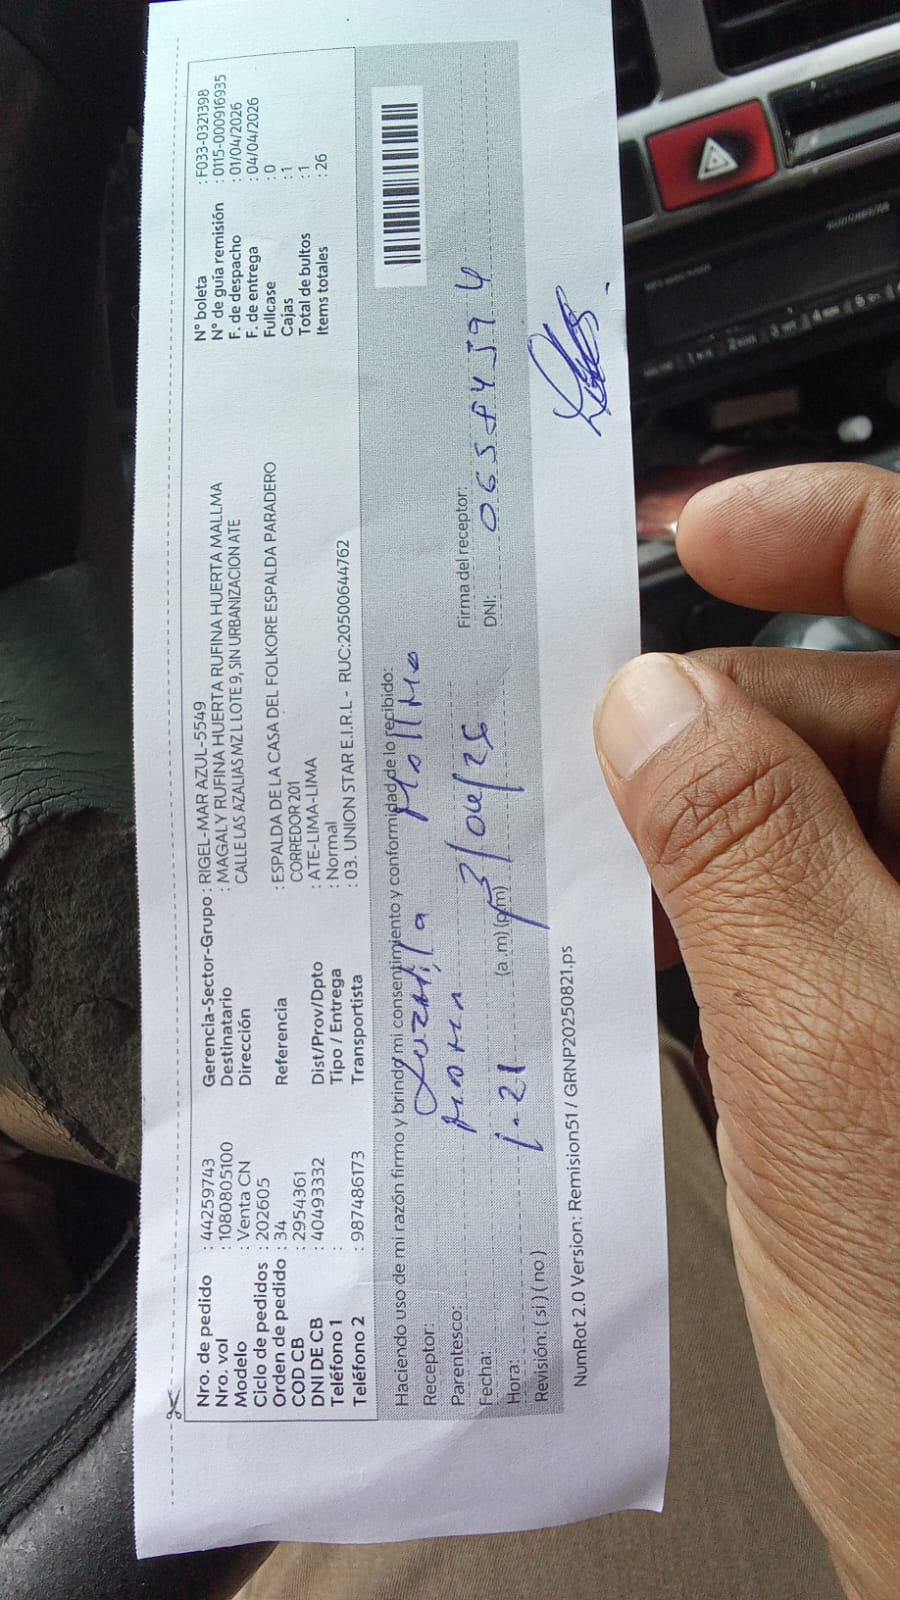 Nro. de pedido : 44259743
Nro. val : 1080805100
Modelo : Venta CN
Ciclo de pedidos : 202605
Orden de pedido : 34
COD CB : 2954361
DNI DE CB : 40493332
Teléfono 1 :
Teléfono 2 : 987486173
Gerencia-Sector-Grupo : RIGEL-MAR AZUL-5549
Destinatario : MAGALY RUFINA HUERTA RUFINA HUERTA MALLMA
Dirección CALLE LAS AZALIAS MZ L LOTE 9, SIN URBANIZACION ATE
Referencia : ESPALDA DE LA CASA DEL FOLKORE ESPALDA PARADERO
CORREDOR 201
Dist/Prov/Dpto : ATE-LIMA-LIMA
Tipo / Entrega : Normal
Transportista : 03. UNION STAR E.I.R.L - RUC:20500644762
N° boleta : F033-0321398
N° de guía remisión : 0115-000916935
F. de despacho : 01/04/2026
F. de entrega : 04/04/2026
Fullcase : 0
Cajas : 1
Total de bultos : 1
Items totales : 26
Haciendo uso de mi razón firmo y brindo mi consentimiento y conformidad de lo recibido:
Receptor: Luzmila
Parentesco:
Fecha: 3/04/26
Hora: 1.21 (a.m) (p.m)
Revisión: ( si ) ( no )
Firma del receptor:
DNI:
NumRot 2.0 Version: Remision51 / GRNP20250821.ps